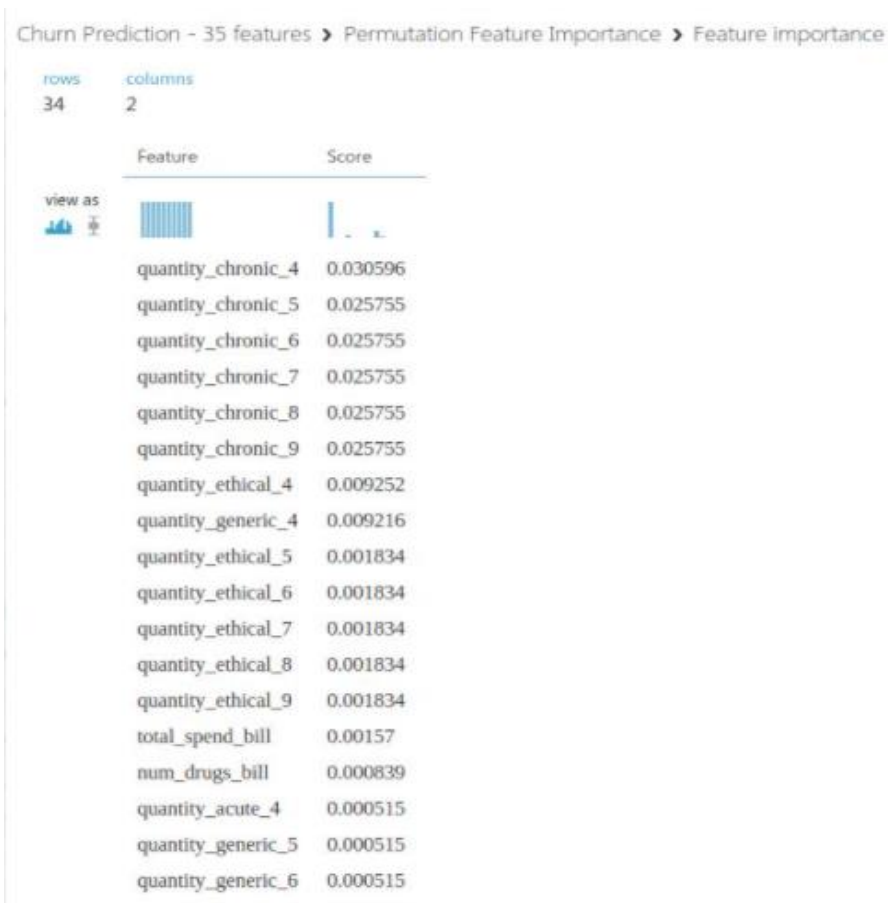 Churn Prediction - 35 features › Permutation Feature Importance › Feature importance
rows columns
34 2
Feature Score
view as
quantity_chronic_4 0.030596
quantity_chronic_5 0.025755
quantity_chronic_6 0.025755
quantity_chronic_7 0.025755
quantity_chronic_8 0.025755
quantity_chronic_9 0.025755
quantity_ethical_4 0.009252
quantity_generic_4 0.009216
quantity_ethical_5 0.001834
quantity_ethical_6 0.001834
quantity_ethical_7 0.001834
quantity_ethical_8 0.001834
quantity_ethical_9 0.001834
total_spend_bill 0.00157
num_drugs_bill 0.000839
quantity_acute_4 0.000515
quantity_generic_5 0.000515
quantity_generic_6 0.000515